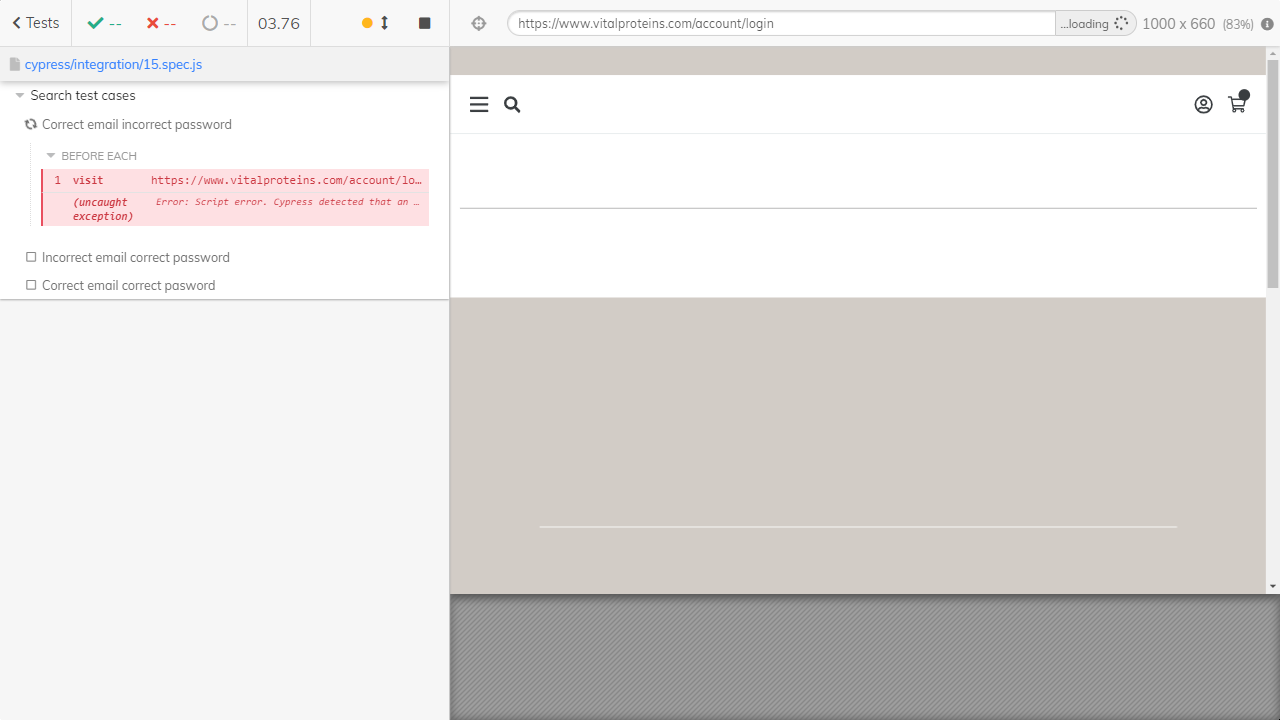 Tests
--
--
--
03.76
https://www.vitalproteins.com/account/login
...loading
1000 x 660 (83%)
cypress/integration/15.spec.js
Search test cases
Correct email incorrect password
BEFORE EACH
1 visit https://www.vitalproteins.com/account/lo…
(uncaught exception) Error: Script error. Cypress detected that an …
Incorrect email correct password
Correct email correct pasword